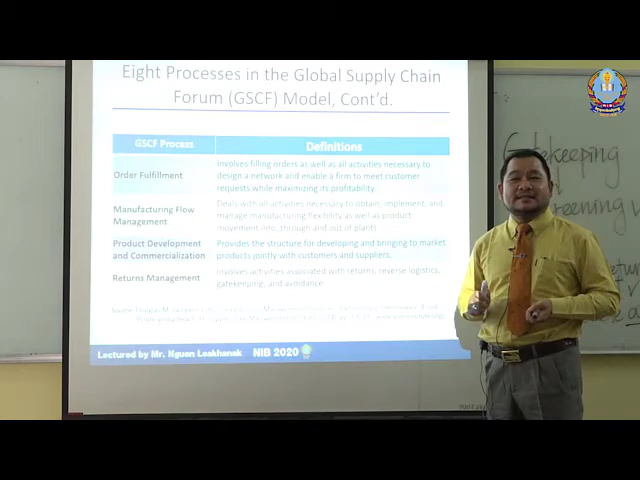 Eight Processes in the Global Supply Chain
Forum (GSCF) Model, Cont'd.
GSCF Process
Definitions
Order Fulfillment
Involves filling orders as well as all activities necessary to
design a network and enable a firm to meet customer
requests while maximizing its profitability.
Manufacturing Flow
Management
Deals with all activities necessary to obtain, implement, and
manage manufacturing flexibility as well as product
movement into, through and out of plants
Product Development
and Commercialization
Provides the structure for developing and bringing to market
products jointly with customers and suppliers.
Returns Management
Involves activities associated with returns, reverse logistics,
gatekeeping, and avoidance.
Lectured by Mr. Nguon Leakhanak NIB 2020
Gatekeeping